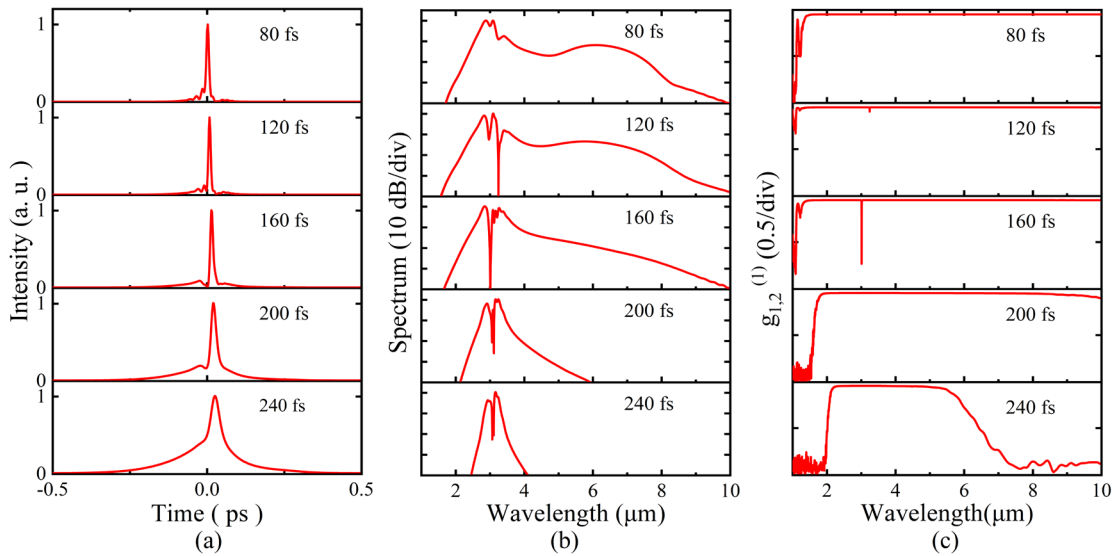 Intensity (a. u.)
1
0
80 fs
1
0
120 fs
1
0
160 fs
1
0
200 fs
1
0
240 fs
-0.5
0.0
0.5
Time ( ps )
(a)
Spectrum (10 dB/div)
80 fs
120 fs
160 fs
200 fs
240 fs
2
4
6
8
10
Wavelength (μm)
(b)
g1,2(1) (0.5/div)
80 fs
120 fs
160 fs
200 fs
240 fs
2
4
6
8
10
Wavelength(μm)
(c)